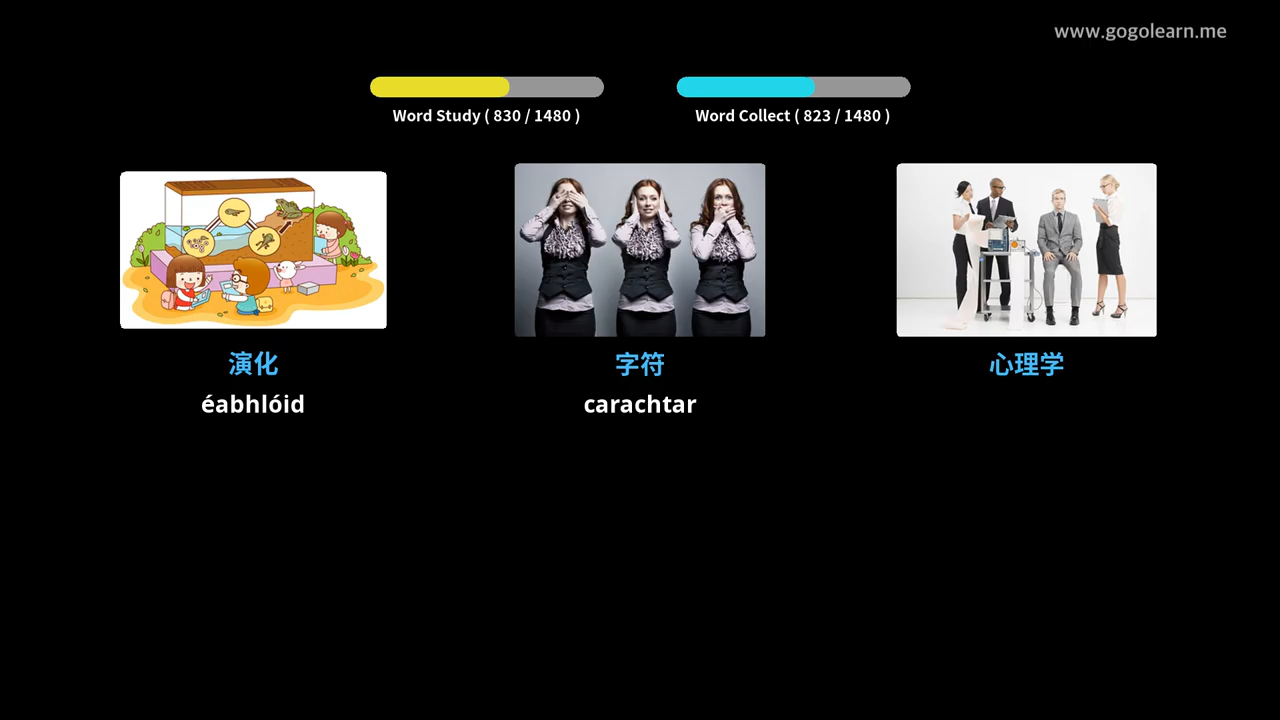 www.gogolearn.me
Word Study ( 830 / 1480 )
Word Collect ( 823 / 1480 )
演化
字符
心理学
éabhlóid
carachtar